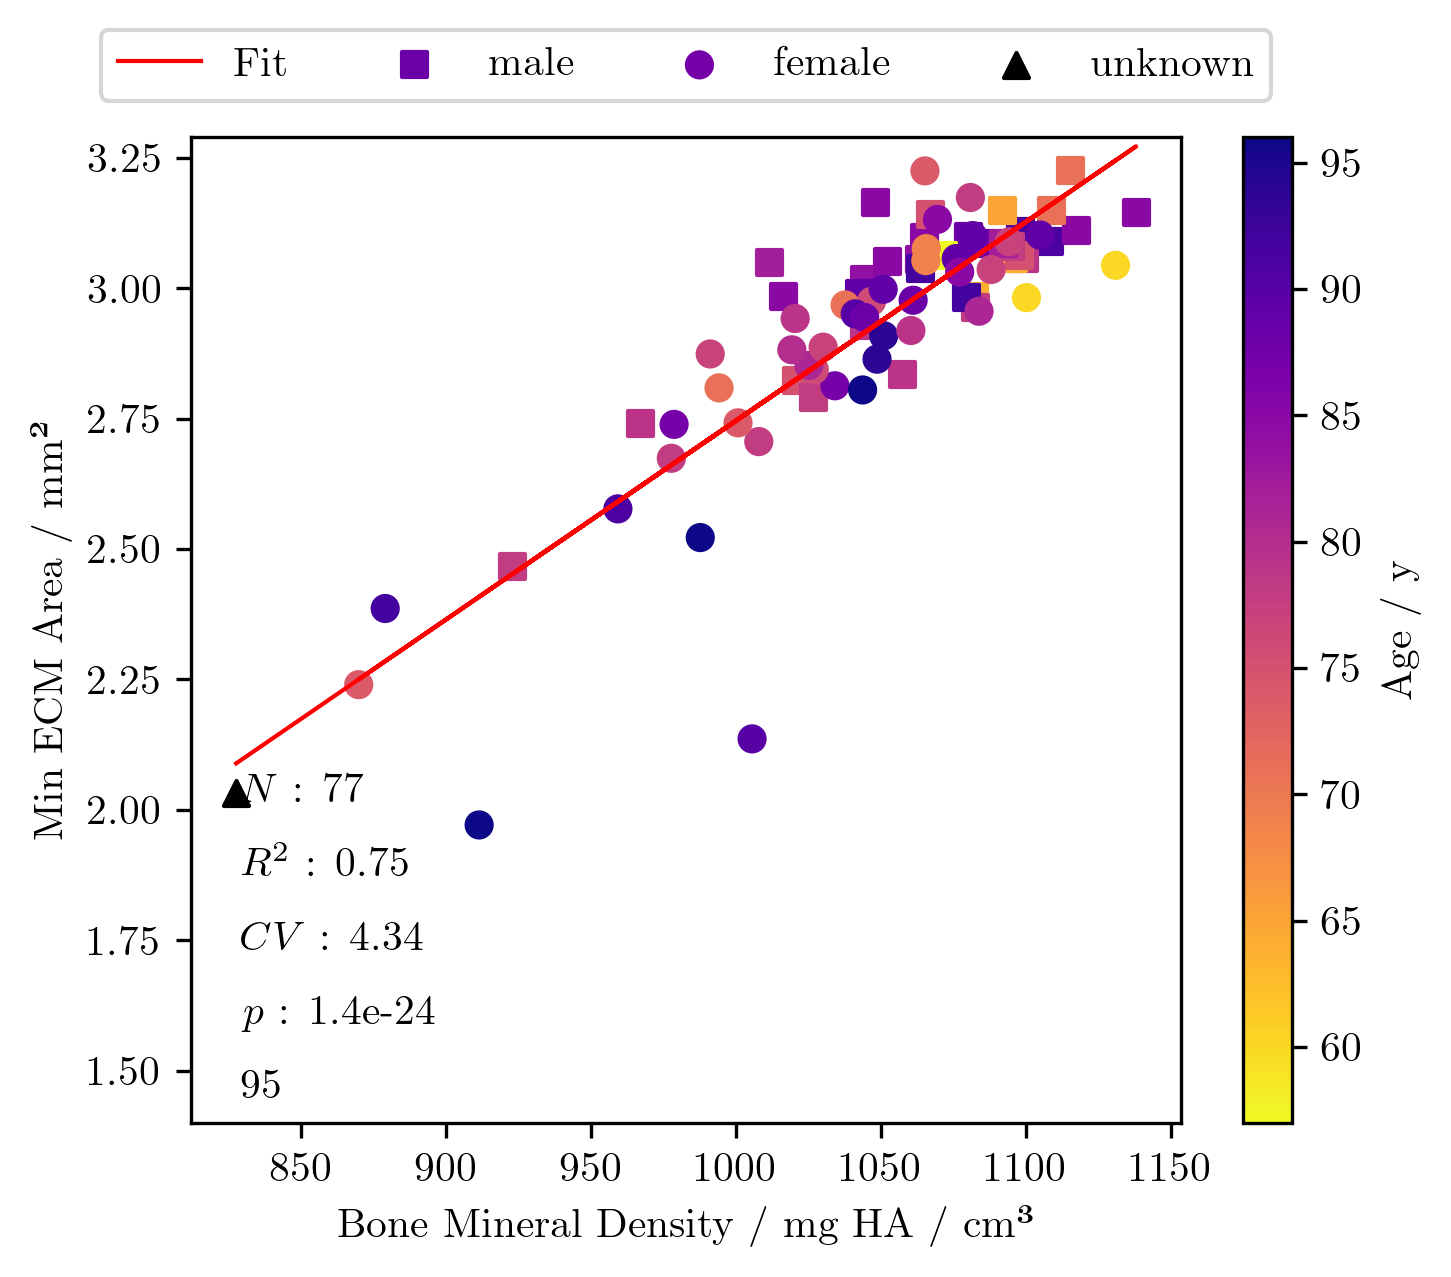 Fit male female unknown
3.25
3.00
2.75
2.50
2.25
2.00
1.75
1.50
Min ECM Area / mm²
N : 77
R² : 0.75
CV : 4.34
p : 1.4e-24
95
850 900 950 1000 1050 1100 1150
Bone Mineral Density / mg HA / cm³
95
90
85
80
75
70
65
60
Age / y